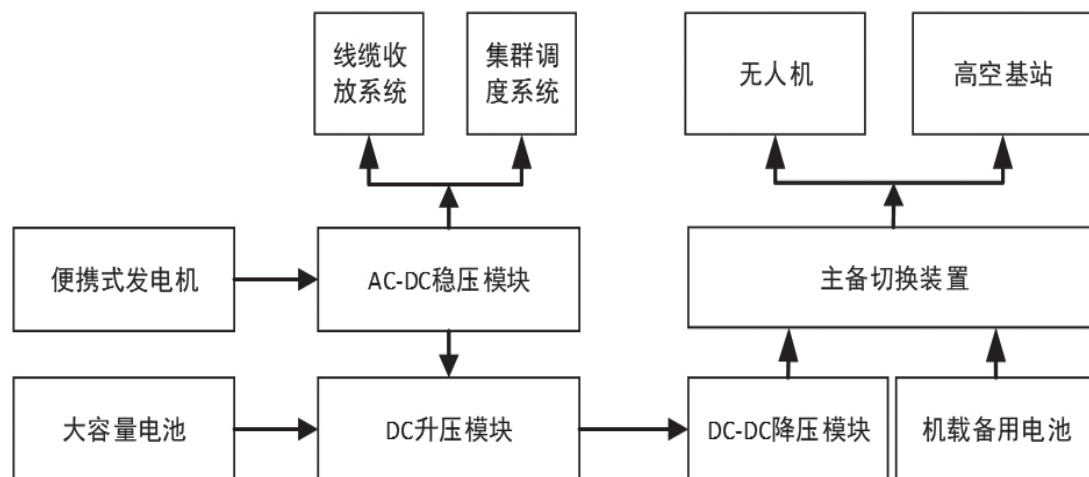 线缆收
放系统
集群调
度系统
无人机
高空基站
便携式发电机
AC-DC稳压模块
主备切换装置
大容量电池
DC升压模块
DC-DC降压模块
机载备用电池